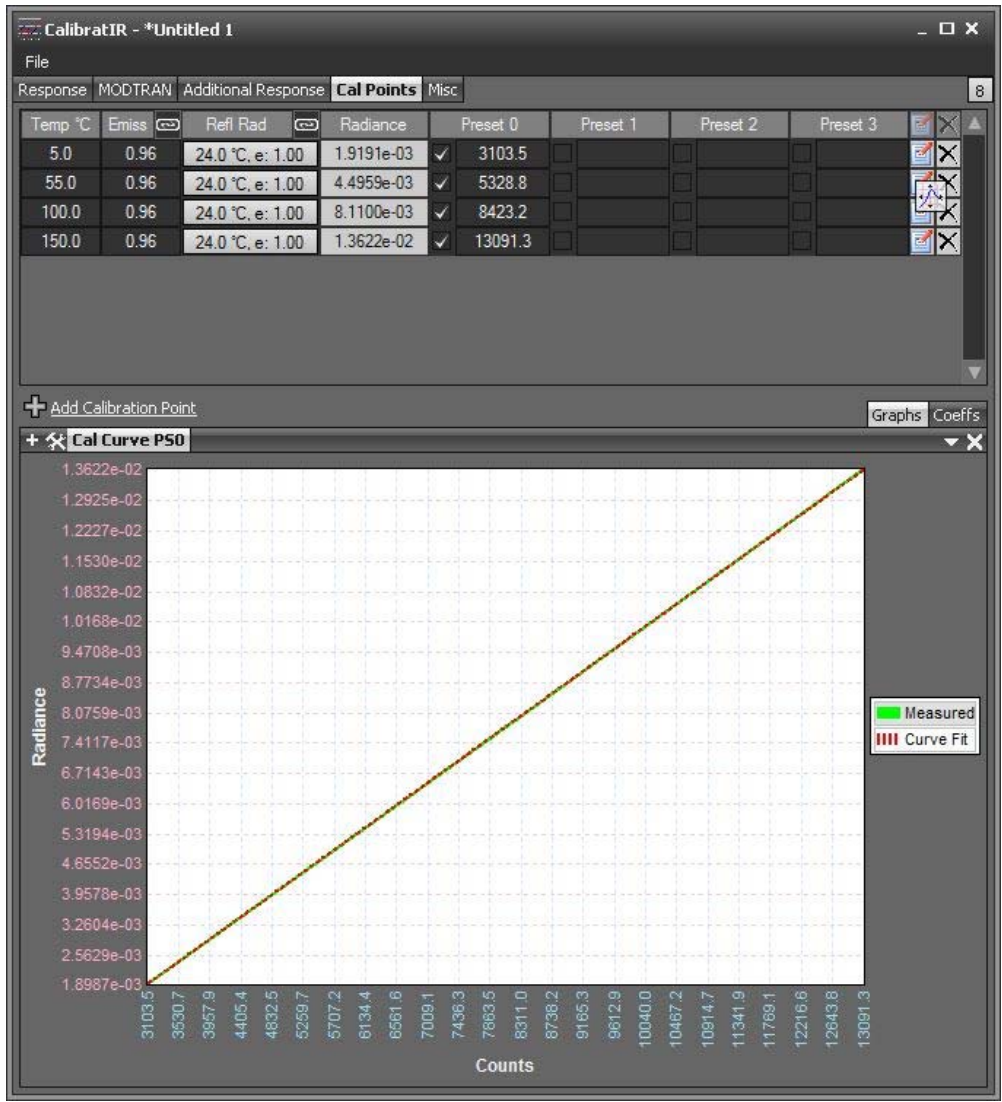 CalibratIR - *Untitled 1
File
Response MODTRAN Additional Response Cal Points Misc 8
Temp °C Emiss Refl Rad Radiance Preset 0 Preset 1 Preset 2 Preset 3
5.0 0.96 24.0 °C, e: 1.00 1.9191e-03 3103.5
55.0 0.96 24.0 °C, e: 1.00 4.4959e-03 5328.8
100.0 0.96 24.0 °C, e: 1.00 8.1100e-03 8423.2
150.0 0.96 24.0 °C, e: 1.00 1.3622e-02 13091.3
Add Calibration Point
Graphs Coeffs
Cal Curve PS0
1.3622e-02
1.2925e-02
1.2227e-02
1.1530e-02
1.0832e-02
1.0168e-02
9.4708e-03
8.7734e-03
8.0759e-03
7.4117e-03
6.7143e-03
6.0169e-03
5.3194e-03
4.6552e-03
3.9578e-03
3.2604e-03
2.5629e-03
1.8987e-03
Radiance
Measured
Curve Fit
3103.5
3530.7
3957.9
4405.4
4832.5
5259.7
5707.2
6134.4
6561.6
7009.1
7436.3
7863.5
8311.0
8738.2
9165.3
9612.9
10040.0
10467.2
10914.7
11341.9
11769.1
12216.6
12643.8
13091.3
Counts